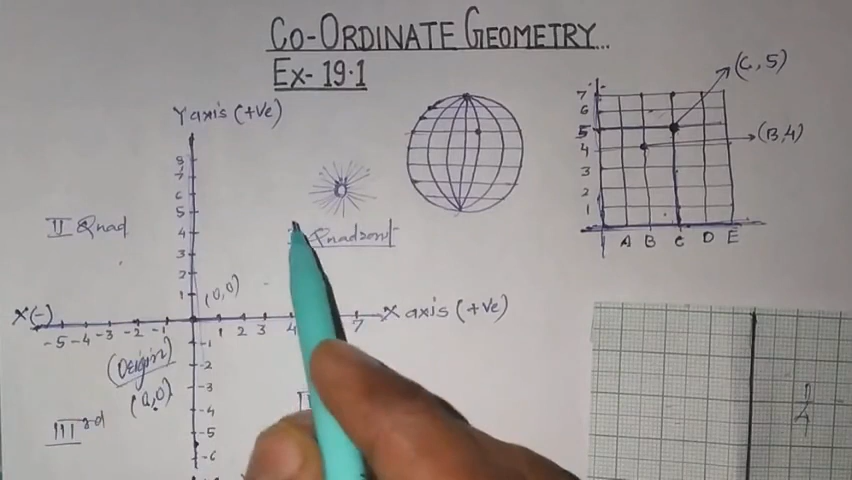 CO-ORDINATE GEOMETRY...
Ex- 19.1
Y axis (+Ve)
8
7
6
5
4
3
2
1
II Quad
(0,0)
X(-)
-5 -4 -3 -2 -1 1 2 3 4 7
X axis (+Ve)
-1
-2
-3
-4
-5
-6
(Origin)
(0,0)
III rd
(C, 5)
(B,4)
7
6
5
4
3
2
1
A B C D E